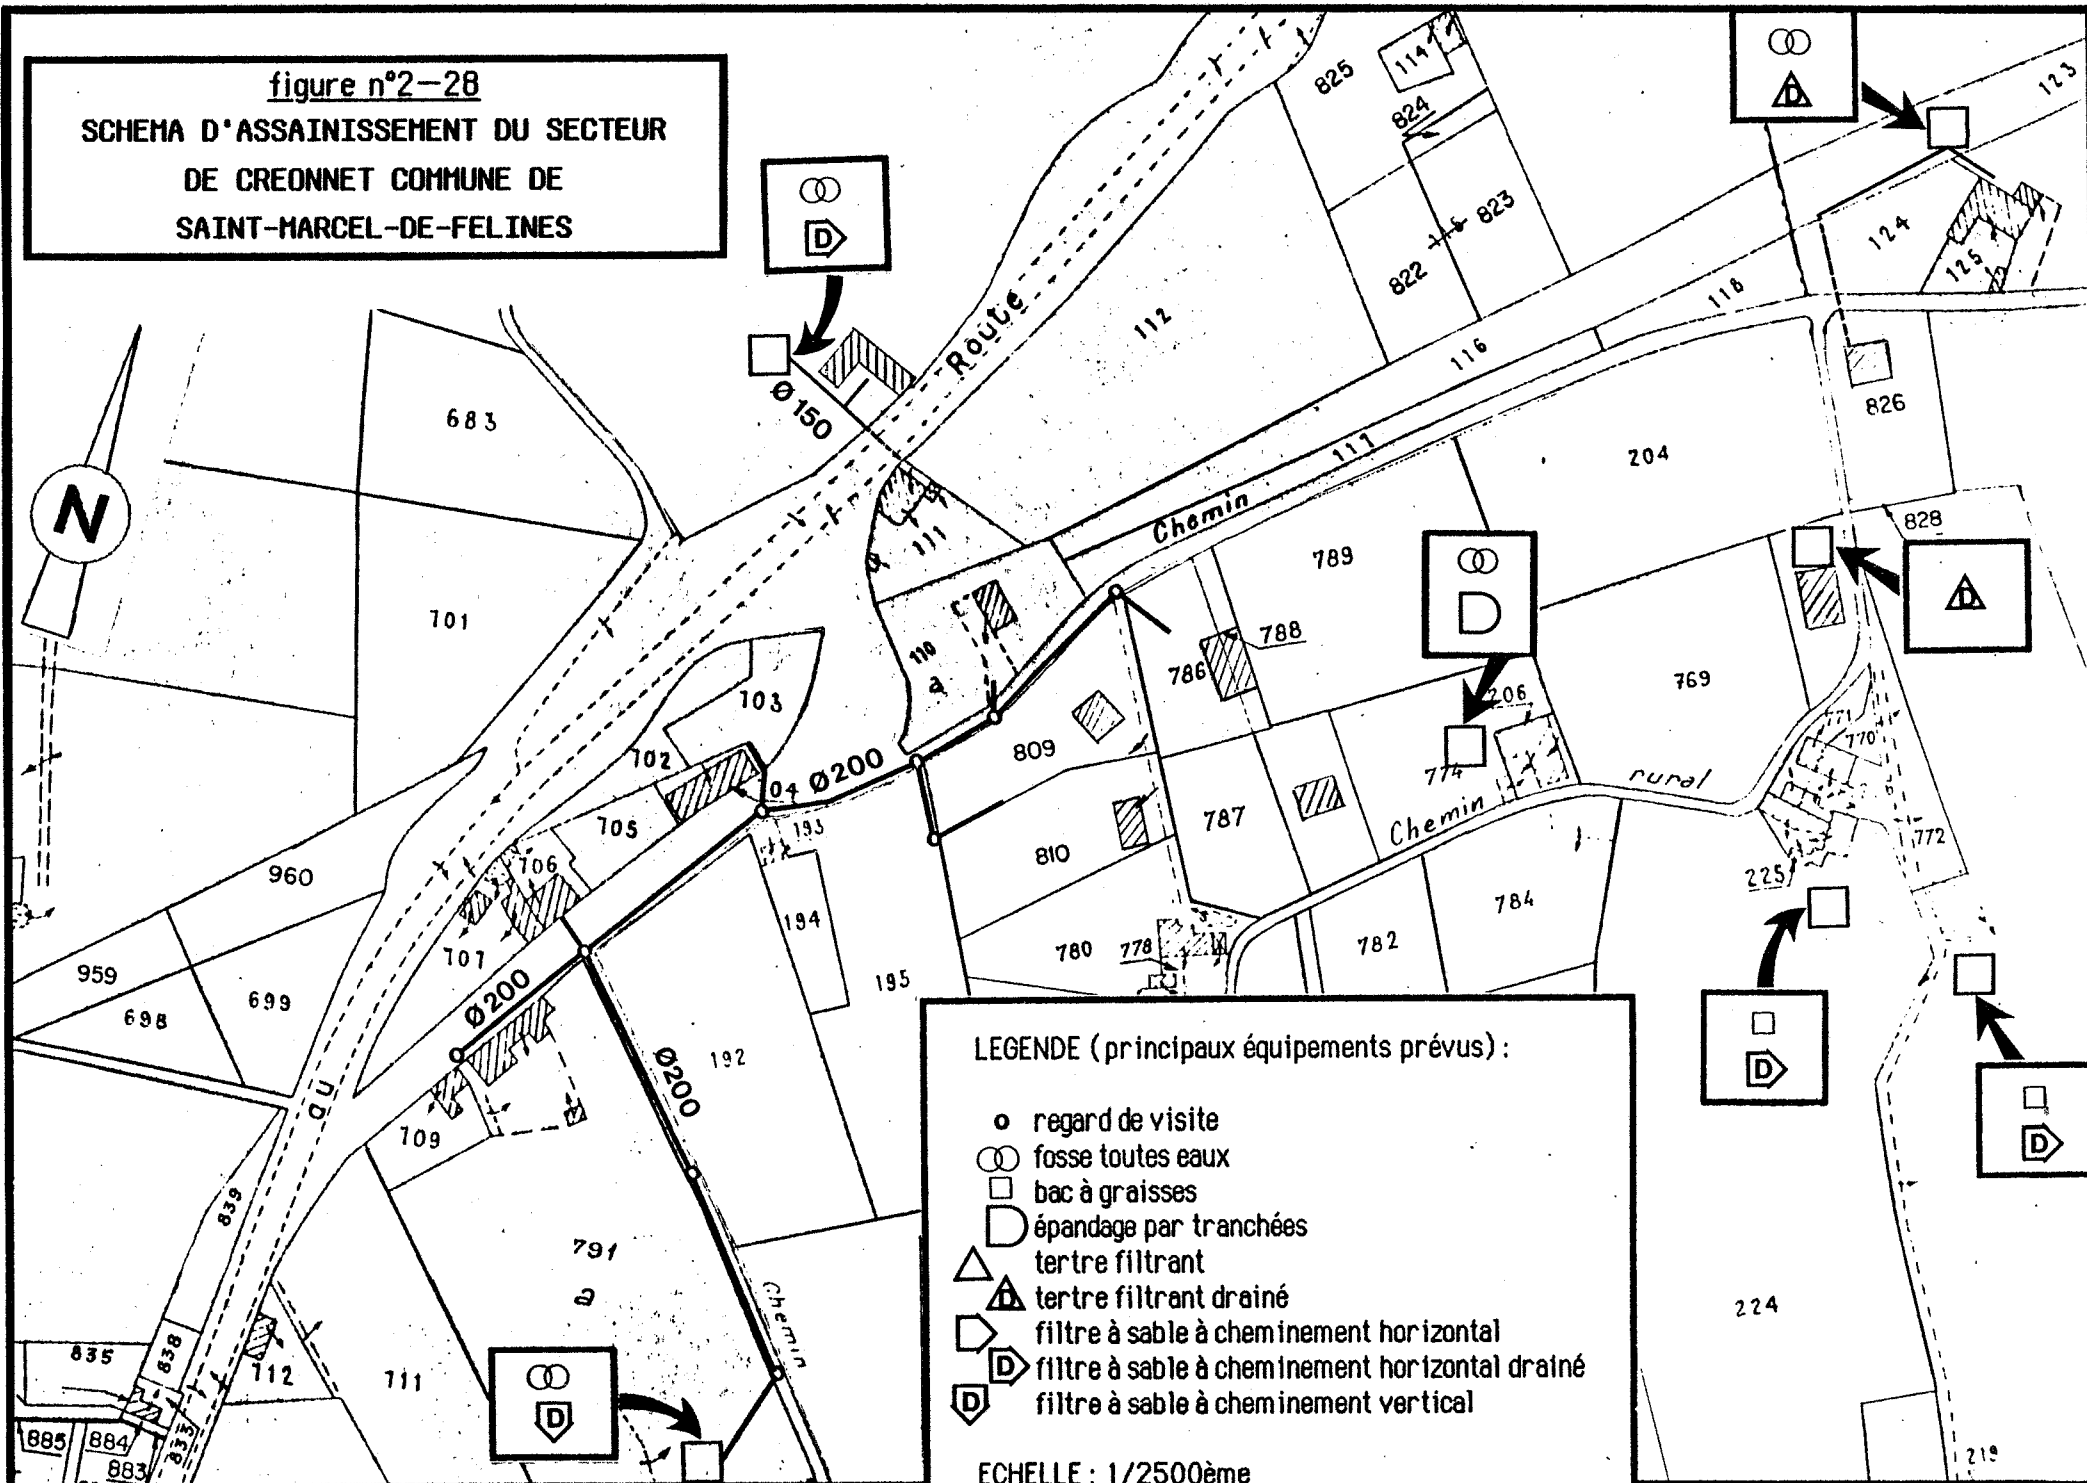 figure n°2-28
SCHEMA D'ASSAINISSEMENT DU SECTEUR
DE CREONNET COMMUNE DE
SAINT-MARCEL-DE-FELINES
N
D
Ø 150
Route
du
825
114
824
823
822
112
116
118
117
123
124
125
D
826
204
828
D
683
701
111
110
a
Chemin
789
788
786
D
206
774
769
771
770
772
225
rural
Chemin
103
702
04
Ø200
705
706
707
193
194
195
192
809
810
787
780
778
782
784
960
959
698
699
Ø200
Ø200
709
791
a
Chemin
839
838
835
712
711
885
884
883
833
D
D
D
224
219
LEGENDE (principaux équipements prévus) :
regard de visite
fosse toutes eaux
bac à graisses
épandage par tranchées
tertre filtrant
D tertre filtrant drainé
filtre à sable à cheminement horizontal
D filtre à sable à cheminement horizontal drainé
D filtre à sable à cheminement vertical
ECHELLE : 1/2500ème